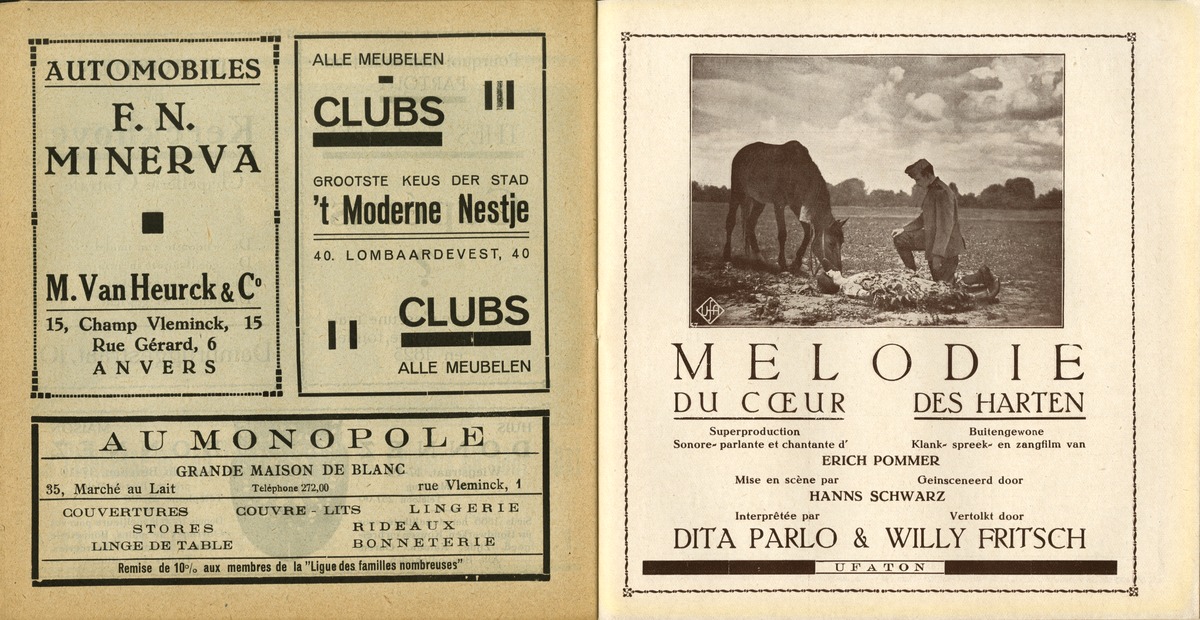 AUTOMOBILES
F. N.
MINERVA
M. Van Heurck & Cº
15, Champ Vleminck, 15
Rue Gérard, 6
ANVERS
ALLE MEUBELEN
CLUBS
GROOTSTE KEUS DER STAD
't Moderne Nestje
40. LOMBAARDEVEST, 40
CLUBS
ALLE MEUBELEN
AU MONOPOLE
GRANDE MAISON DE BLANC
35, Marché au Lait Téléphone 272,00 rue Vleminck, 1
COUVERTURES COUVRE-LITS LINGERIE
STORES RIDEAUX
LINGE DE TABLE BONNETERIE
Remise de 10% aux membres de la "Ligue des familles nombreuses"
UFA
MELODIE
DU CŒUR DES HARTEN
Superproduction Buitengewone
Sonore- parlante et chantante d' Klank- spreek- en zangfilm van
ERICH POMMER
Mise en scène par Geïnsceneerd door
HANNS SCHWARZ
Interprêtée par Vertolkt door
DITA PARLO & WILLY FRITSCH
UFATON